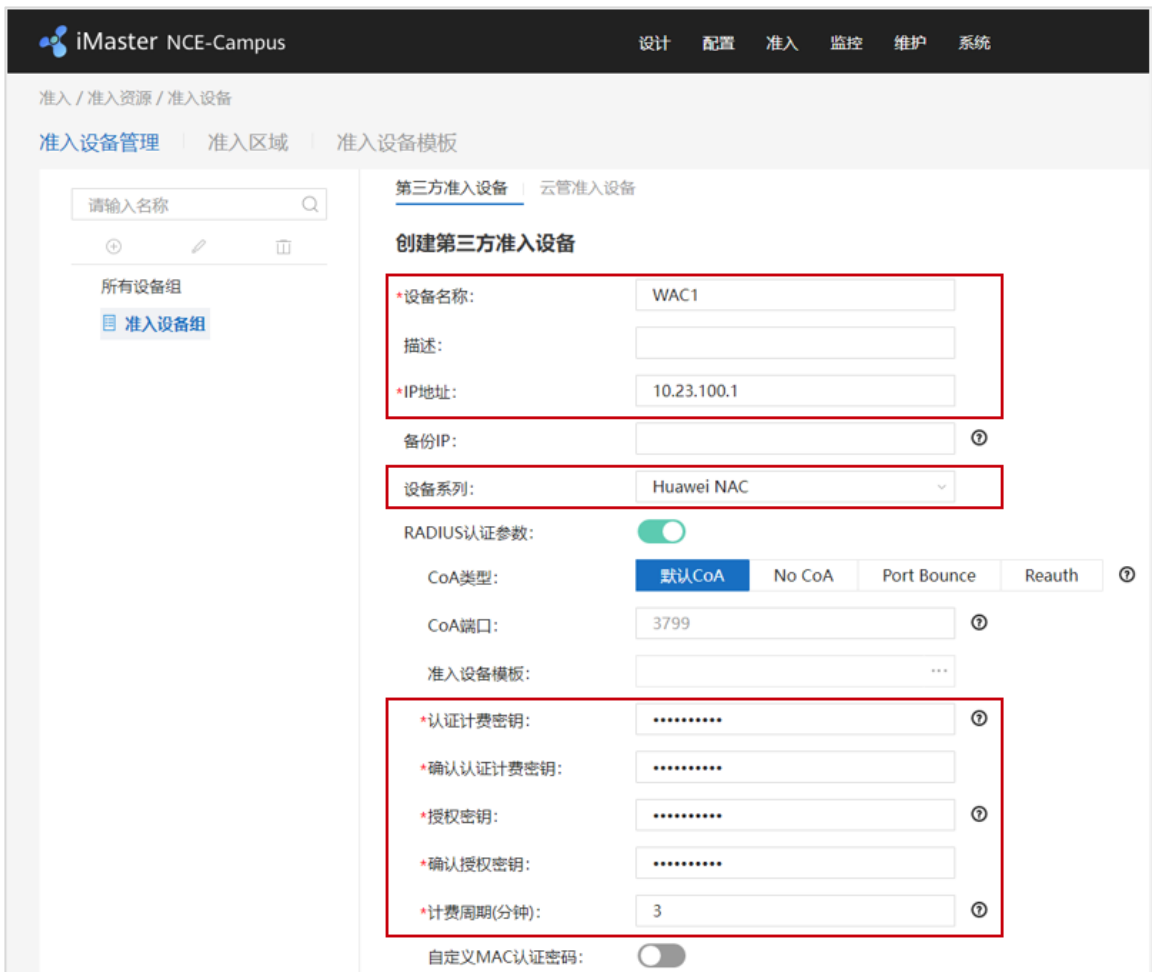 iMaster NCE-Campus 设计 配置 准入 监控 维护 系统
准入 / 准入资源 / 准入设备
准入设备管理 准入区域 准入设备模板
请输入名称
所有设备组
准入设备组
第三方准入设备 云管准入设备
创建第三方准入设备
*设备名称: WAC1
描述:
*IP地址: 10.23.100.1
备份IP:
设备系列: Huawei NAC
RADIUS认证参数:
CoA类型: 默认CoA No CoA Port Bounce Reauth
CoA端口: 3799
准入设备模板: ...
*认证计费密钥: ••••••••••
*确认认证计费密钥: ••••••••••
*授权密钥: ••••••••••
*确认授权密钥: ••••••••••
*计费周期(分钟): 3
自定义MAC认证密码: